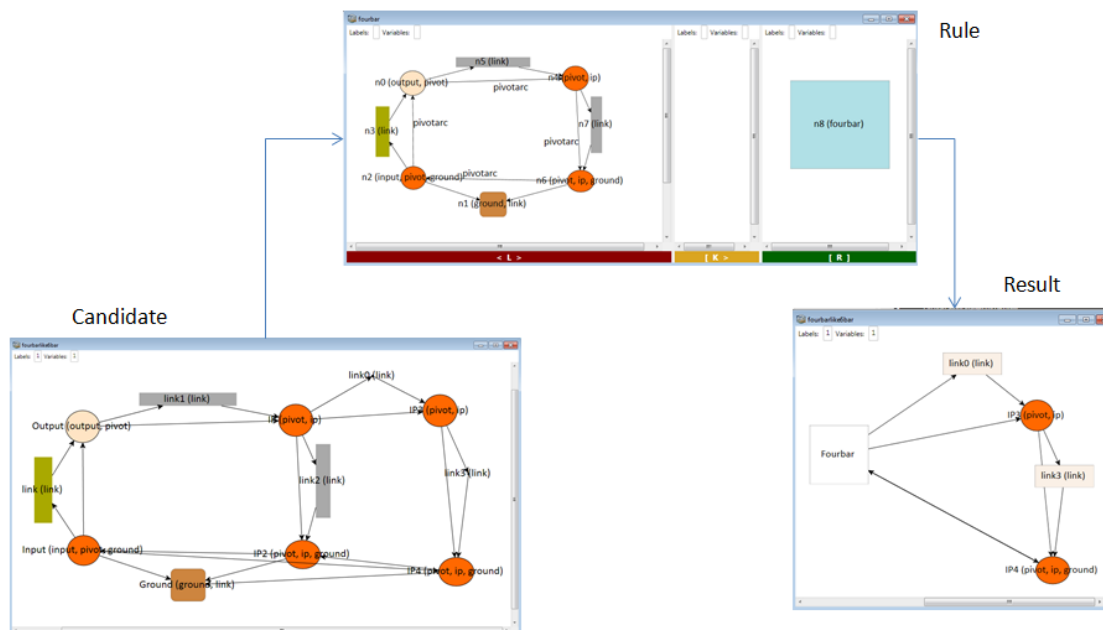 Rule
fourbar
Labels: Variables:
Labels: Variables:
Labels: Variables:
n5 (link)
n0 (output, pivot)
n4 (pivot, ip)
pivotarc
n3 (link)
pivotarc
n7 (link)
pivotarc
n8 (fourbar)
n2 (input, pivot, ground)
pivotarc
n6 (pivot, ip, ground)
n1 (ground, link)
< L >
[ K >
[ R ]
Candidate
fourbarlike6bar
Labels: 1 Variables: 1
link0 (link)
link1 (link)
IP3 (pivot, ip)
Output (output, pivot)
(pivot, ip)
link3 (link)
link2 (link)
link (link)
Input (input, pivot, ground)
IP2 (pivot, ip, ground)
IP4 (pivot, ip, ground)
Ground (ground, link)
Result
fourbarlike6bar
Labels: 1 Variables: 1
link0 (link)
IP3 (pivot, ip)
Fourbar
link3 (link)
IP4 (pivot, ip, ground)